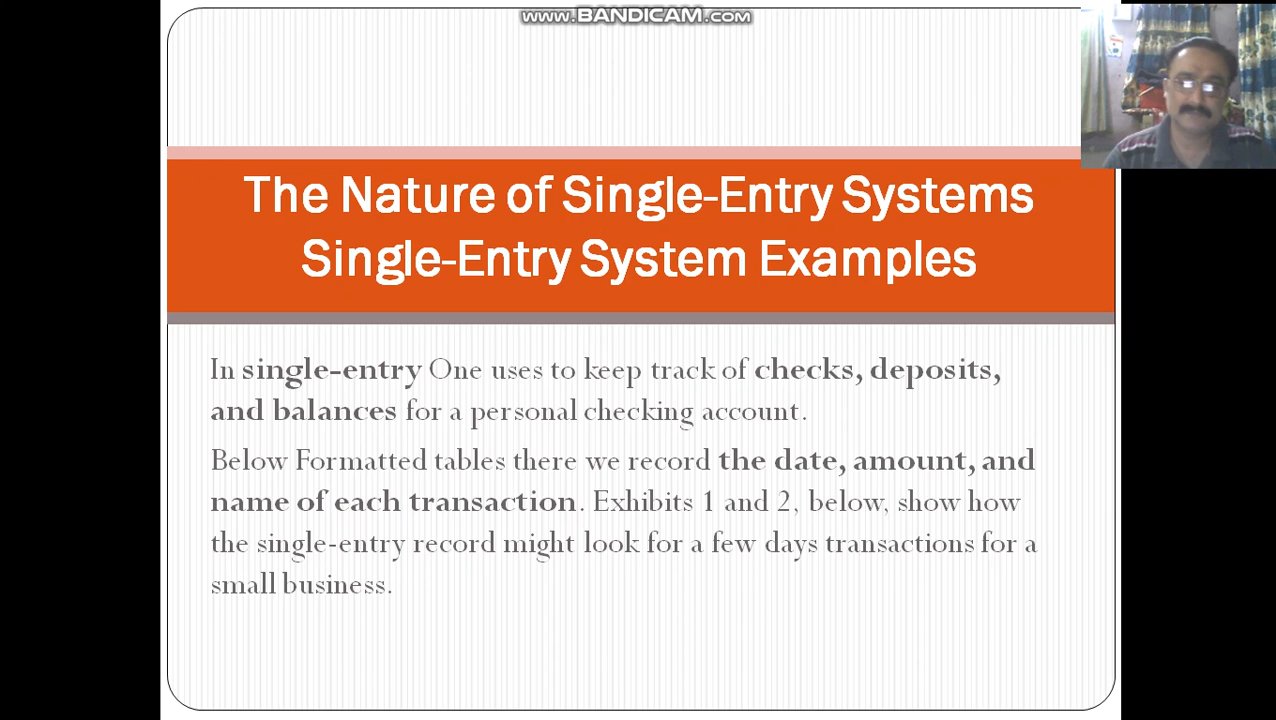 www.BANDICAM.com
The Nature of Single-Entry Systems
Single-Entry System Examples
In single-entry One uses to keep track of checks, deposits,
and balances for a personal checking account.
Below Formatted tables there we record the date, amount, and
name of each transaction. Exhibits 1 and 2, below, show how
the single-entry record might look for a few days transactions for a
small business.